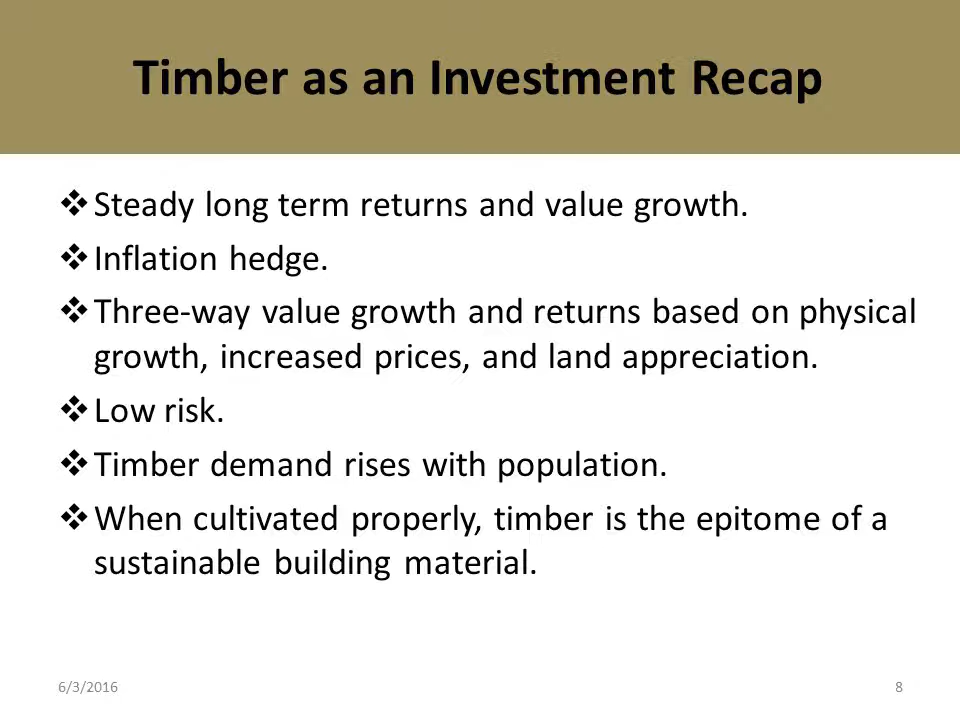 Timber as an Investment Recap
❖ Steady long term returns and value growth.
❖ Inflation hedge.
❖ Three-way value growth and returns based on physical
growth, increased prices, and land appreciation.
❖ Low risk.
❖ Timber demand rises with population.
❖ When cultivated properly, timber is the epitome of a
sustainable building material.
6/3/2016
8